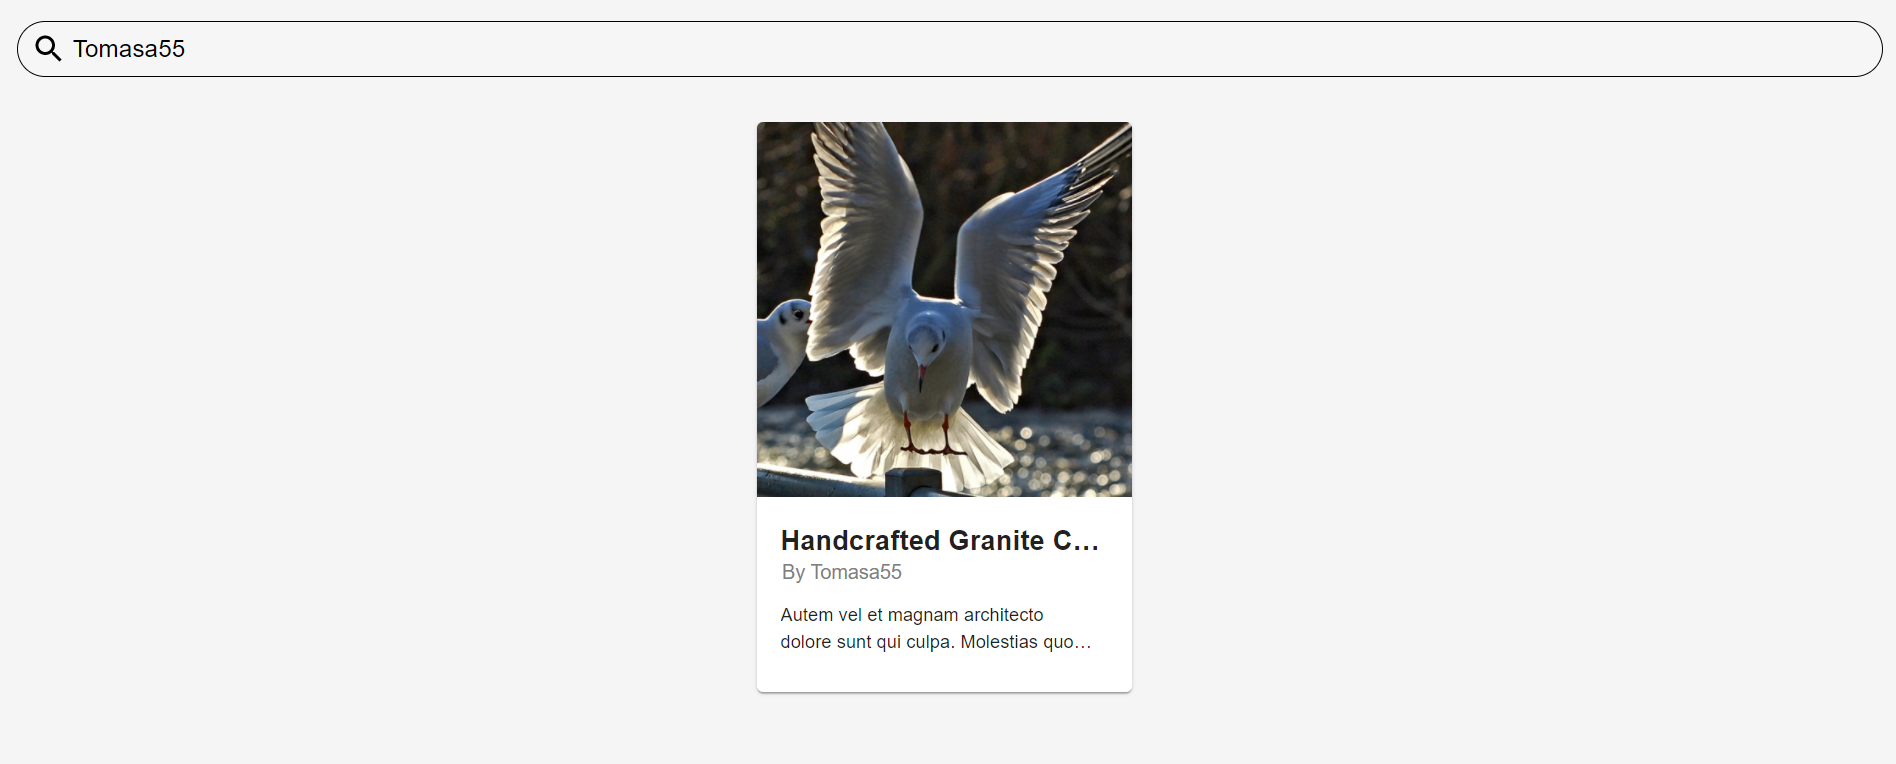 Tomasa55
Handcrafted Granite C...
By Tomasa55
Autem vel et magnam architecto
dolore sunt qui culpa. Molestias quo...